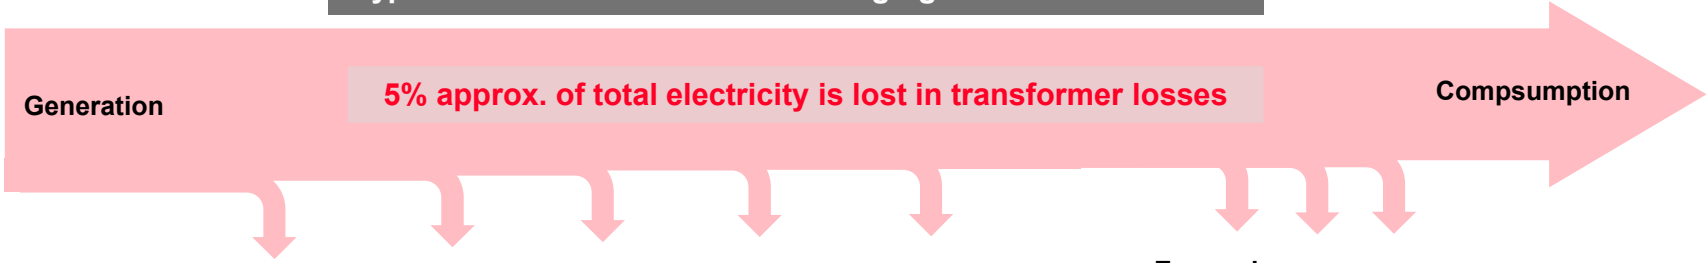 Generation
5% approx. of total electricity is lost in transformer losses
Compsumption